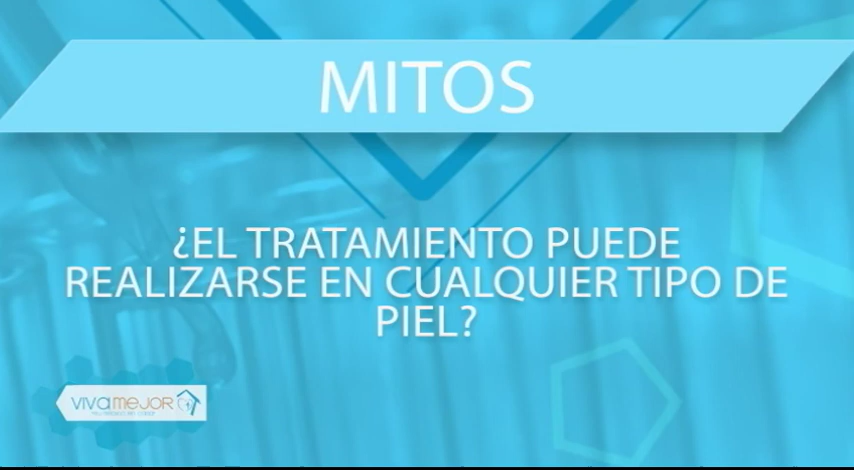 MITOS
¿EL TRATAMIENTO PUEDE
REALIZARSE EN CUALQUIER TIPO DE
PIEL?
VIVAMEJOR